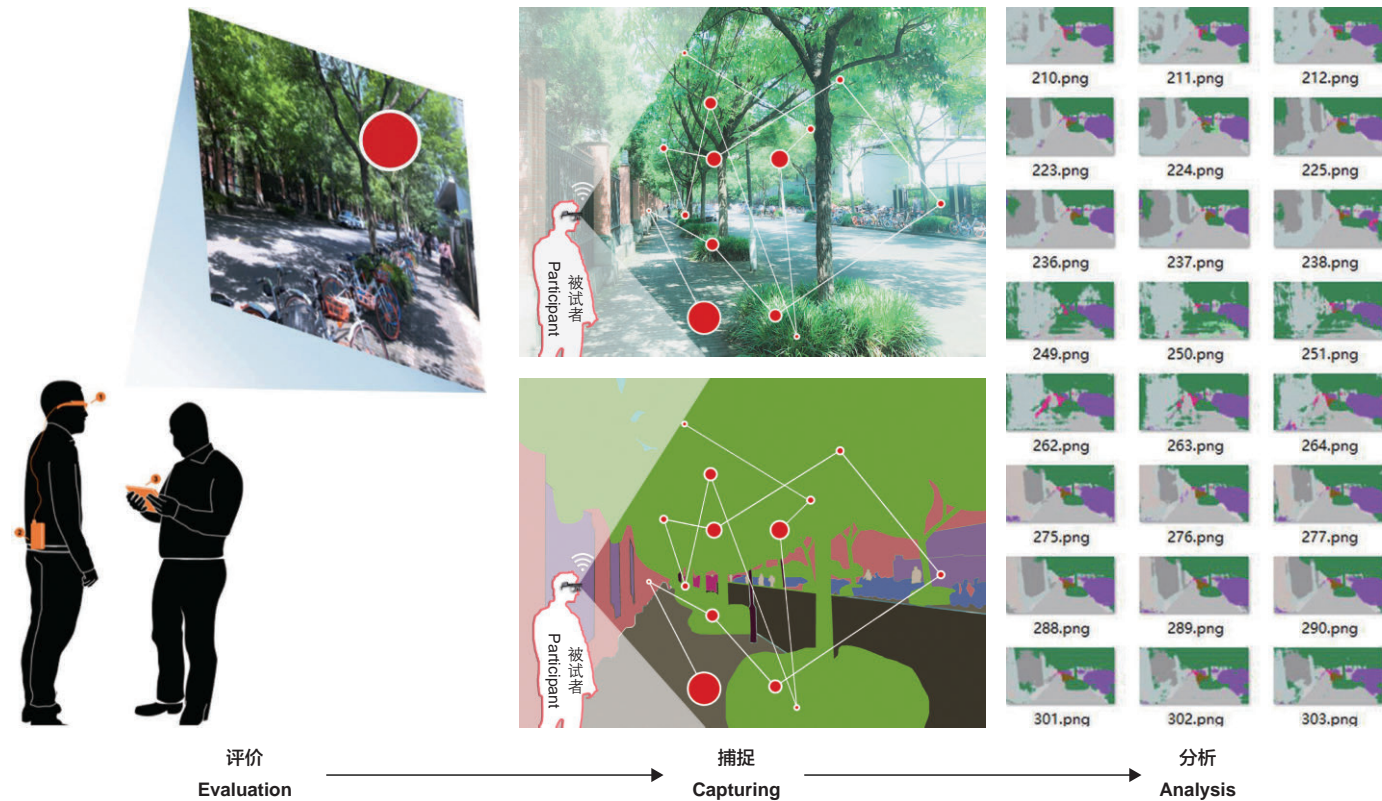 1
2
3
被试者
Participant
被试者
Participant
210.png
211.png
212.png
223.png
224.png
225.png
236.png
237.png
238.png
249.png
250.png
251.png
262.png
263.png
264.png
275.png
276.png
277.png
288.png
289.png
290.png
301.png
302.png
303.png
评价
Evaluation
捕捉
Capturing
分析
Analysis